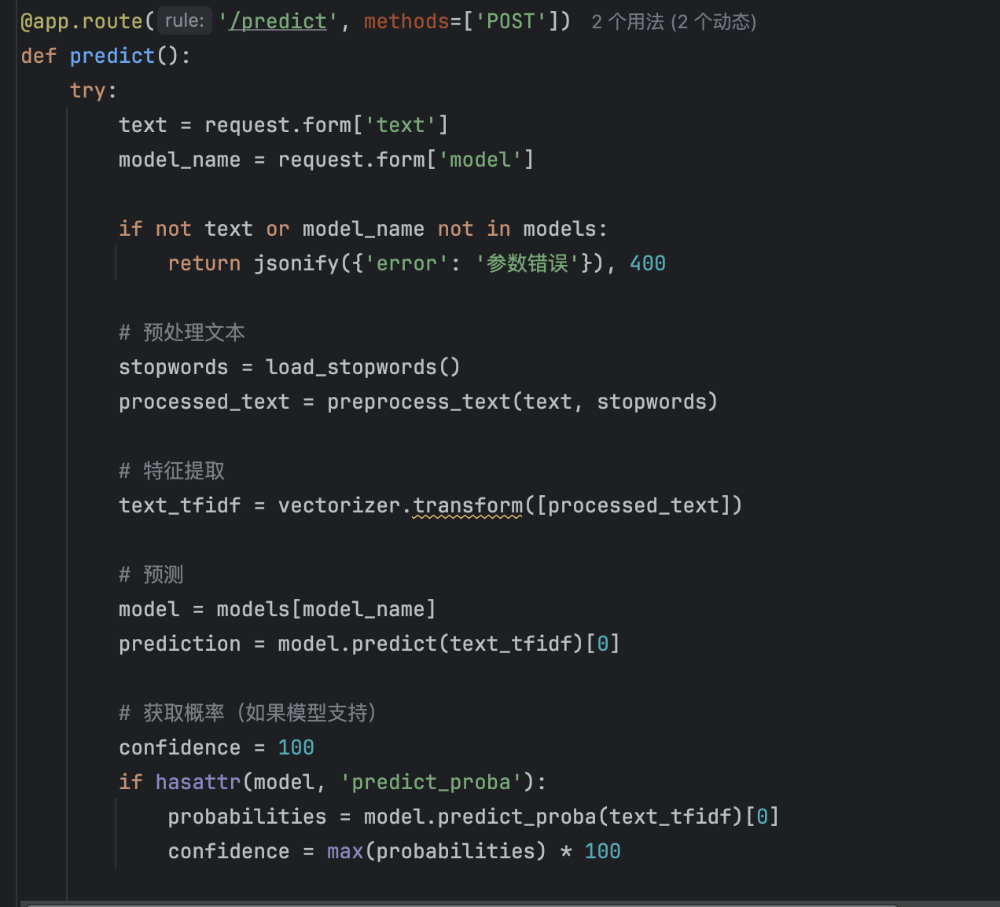 @app.route( rule: '/predict', methods=['POST']) 2 个用法 (2 个动态)
def predict():
    try:
        text = request.form['text']
        model_name = request.form['model']
        if not text or model_name not in models:
            return jsonify({'error': '参数错误'}), 400
        # 预处理文本
        stopwords = load_stopwords()
        processed_text = preprocess_text(text, stopwords)
        # 特征提取
        text_tfidf = vectorizer.transform([processed_text])
        # 预测
        model = models[model_name]
        prediction = model.predict(text_tfidf)[0]
        # 获取概率（如果模型支持）
        confidence = 100
        if hasattr(model, 'predict_proba'):
            probabilities = model.predict_proba(text_tfidf)[0]
            confidence = max(probabilities) * 100